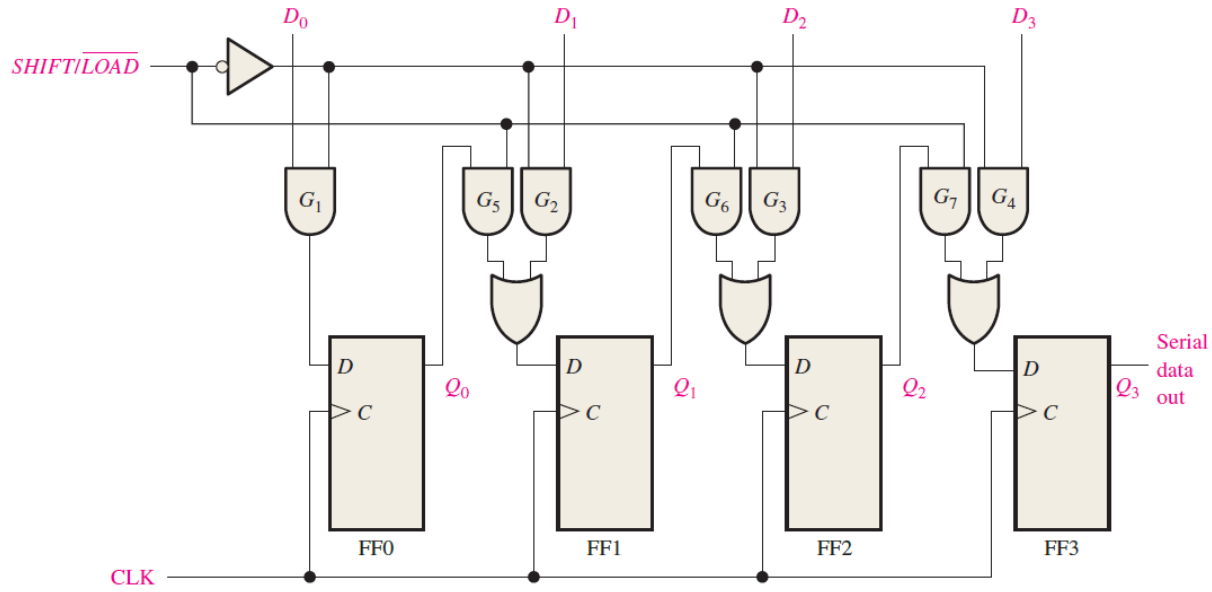 D₀ D₁ D₂ D₃
SHIFT/L̅O̅A̅D̅
G₁ G₅ G₂ G₆ G₃ G₇ G₄
Serial
data
out
D D D D
Q₀ Q₁ Q₂ Q₃
C C C C
FF0 FF1 FF2 FF3
CLK